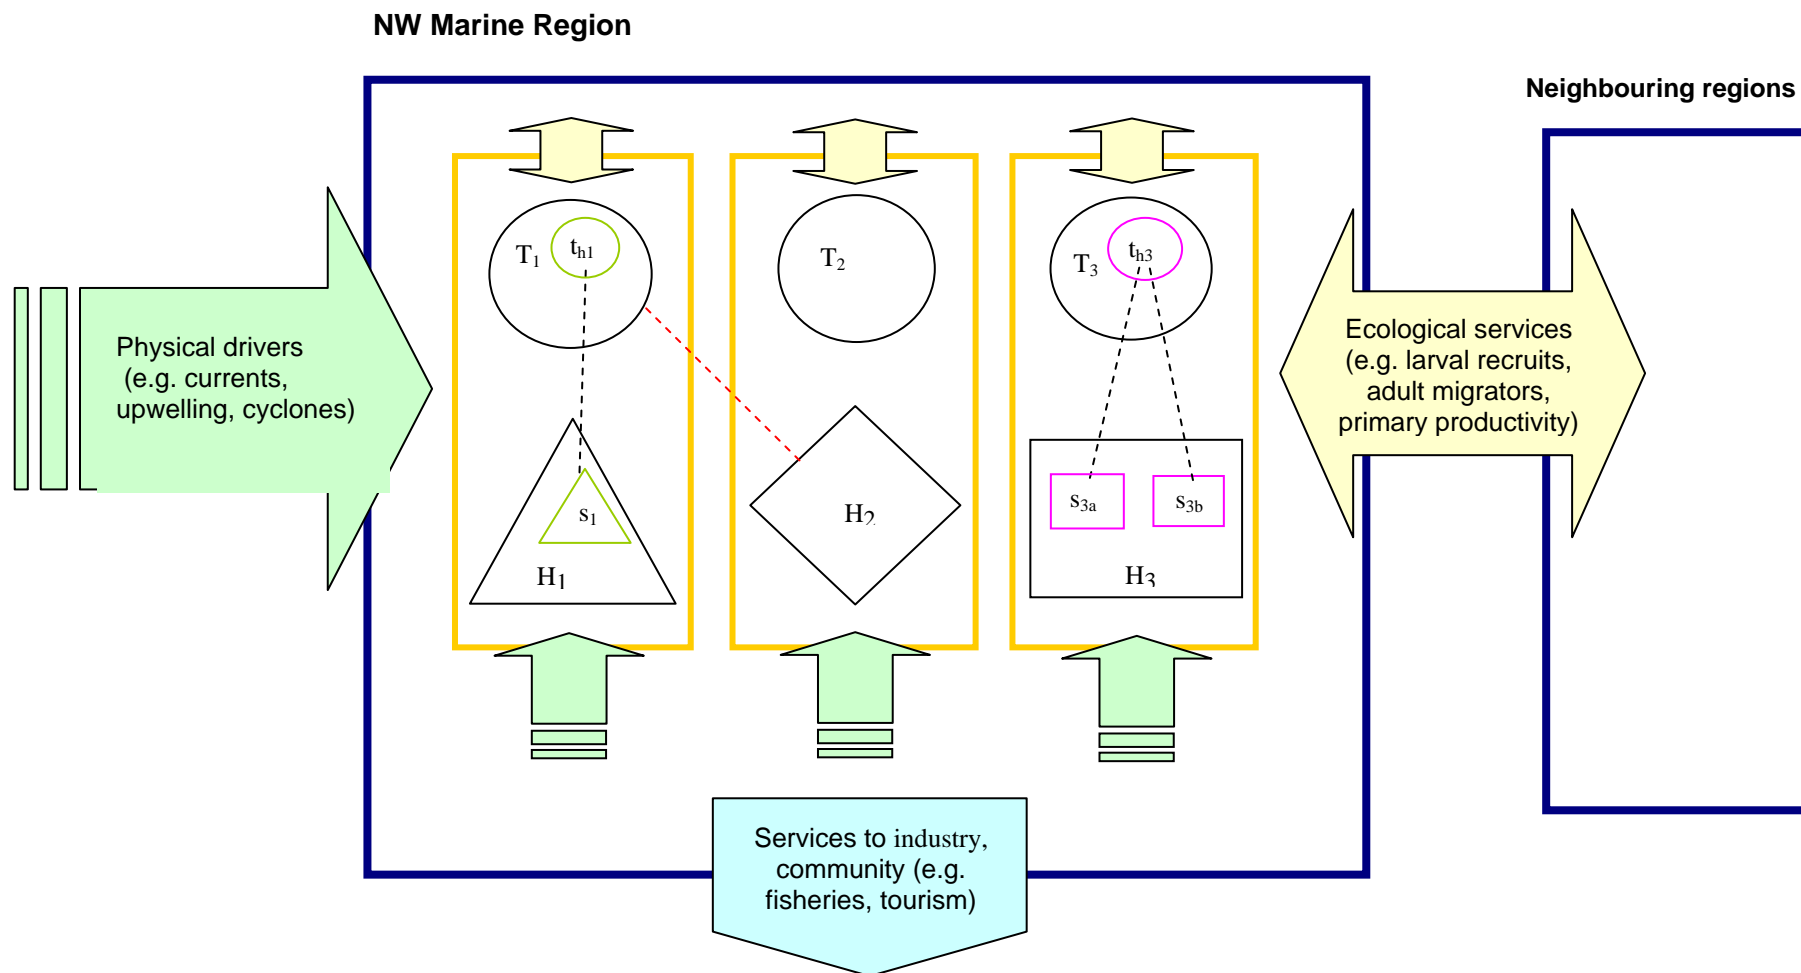 NW Marine Region
Neighbouring regions
T1
th1
T2
T3
th3
Physical drivers
(e.g. currents,
upwelling, cyclones)
Ecological services
(e.g. larval recruits,
adult migrators,
primary productivity)
s1
H1
H2
s3a
s3b
H3
Services to industry,
community (e.g.
fisheries, tourism)